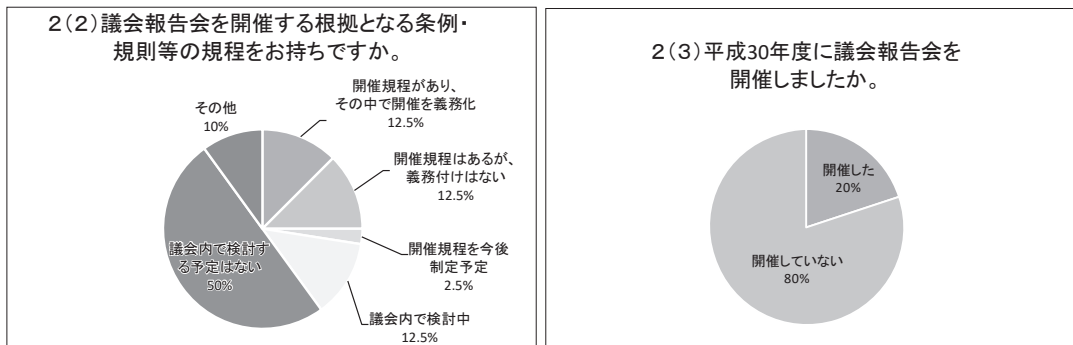 2(2)議会報告会を開催する根拠となる条例・
規則等の規程をお持ちですか。
開催規程があり、
その中で開催を義務化
12.5%
開催規程はあるが、
義務付けはない
12.5%
開催規程を今後
制定予定
2.5%
議会内で検討中
12.5%
議会内で検討す
る予定はない
50%
その他
10%
2(3)平成30年度に議会報告会を
開催しましたか。
開催した
20%
開催していない
80%